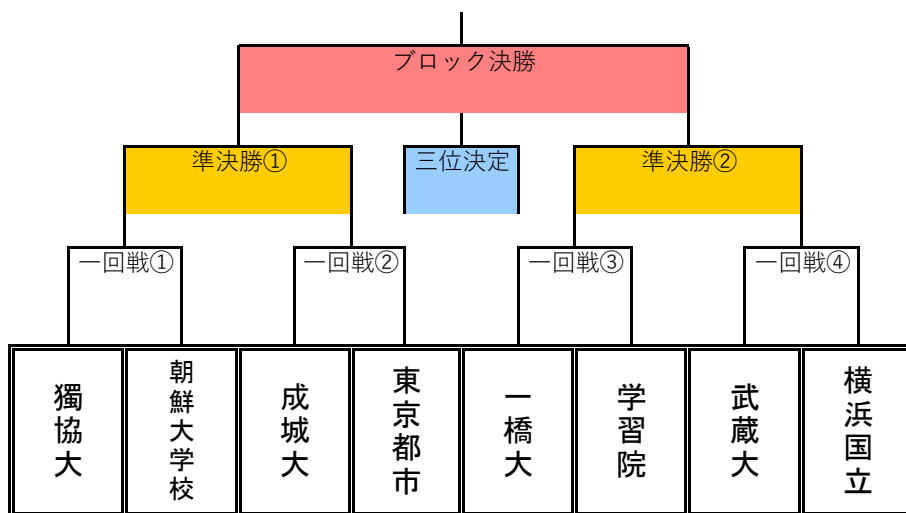 ブロック決勝
準決勝①
三位決定
準決勝②
一回戦①
一回戦②
一回戦③
一回戦④
獨協大
朝鮮大学校
成城大
東京都市
一橋大
学習院
武蔵大
横浜国立